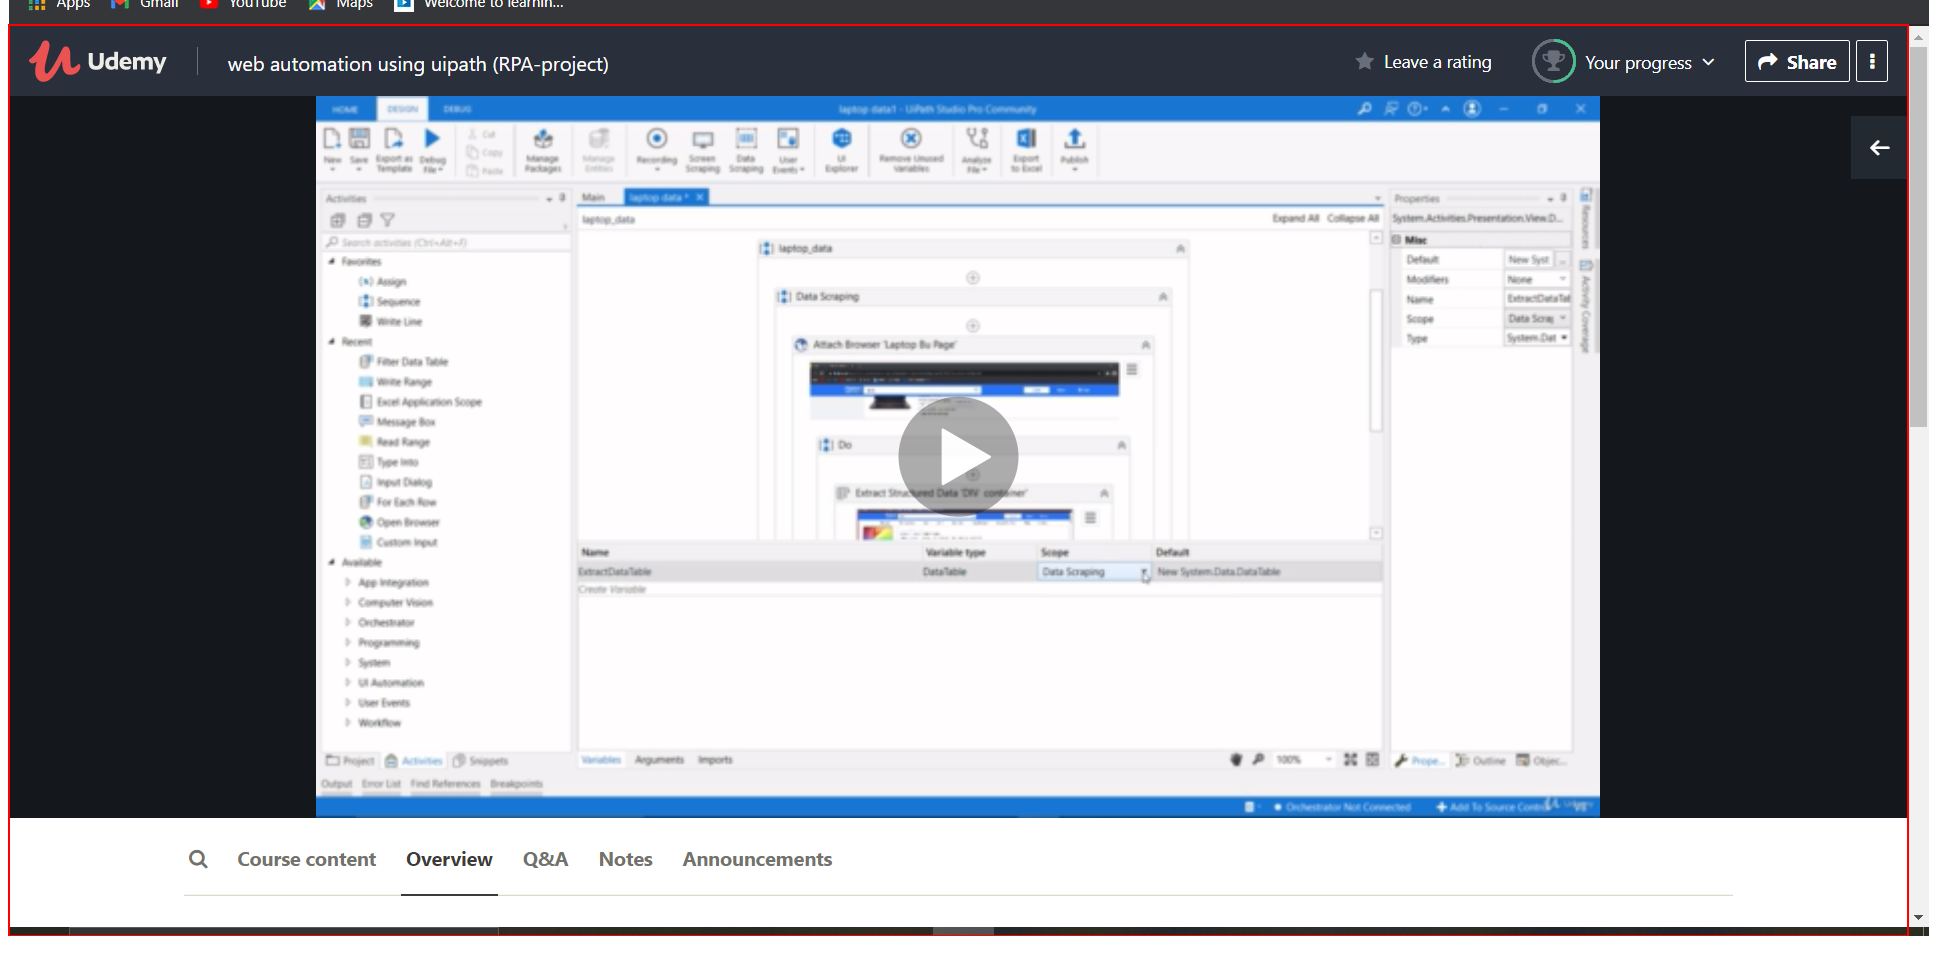 Apps Gmail YouTube Maps Welcome to learnin...
Udemy web automation using uipath (RPA-project) Leave a rating Your progress Share
HOME DESIGN DEBUG laptop data1 - UiPath Studio Pro Community
New Save Export as Template Debug File Cut Copy Paste Manage Packages Manage Entities Recording Screen Scraping Data Scraping User Events UI Explorer Remove Unused Variables Analyze File Export to Excel Publish
Activities
Search activities (Ctrl+Alt+F)
Favorites
Assign
Sequence
Write Line
Recent
Filter Data Table
Write Range
Excel Application Scope
Message Box
Read Range
Type Into
Input Dialog
For Each Row
Open Browser
Custom Input
Available
App Integration
Computer Vision
Orchestrator
Programming
System
UI Automation
User Events
Workflow
Project Activities Snippets
Main laptop data *
laptop_data Expand All Collapse All
laptop_data
Data Scraping
Attach Browser 'Laptop Bu Page'
Do
Extract Structured Data 'DIV container'
Name Variable type Scope Default
ExtractDataTable DataTable Data Scraping New System.Data.DataTable
Create Variable
Variables Arguments Imports 100%
Properties
System.Activities.Presentation.View.D...
Misc
Default New Syst ...
Modifiers None
Name ExtractDataTal
Scope Data Scrap
Type System.Dat
Resources
Activity Coverage
Prope... Outline Objec...
Output Error List Find References Breakpoints
Orchestrator Not Connected Add To Source Control
Course content Overview Q&A Notes Announcements